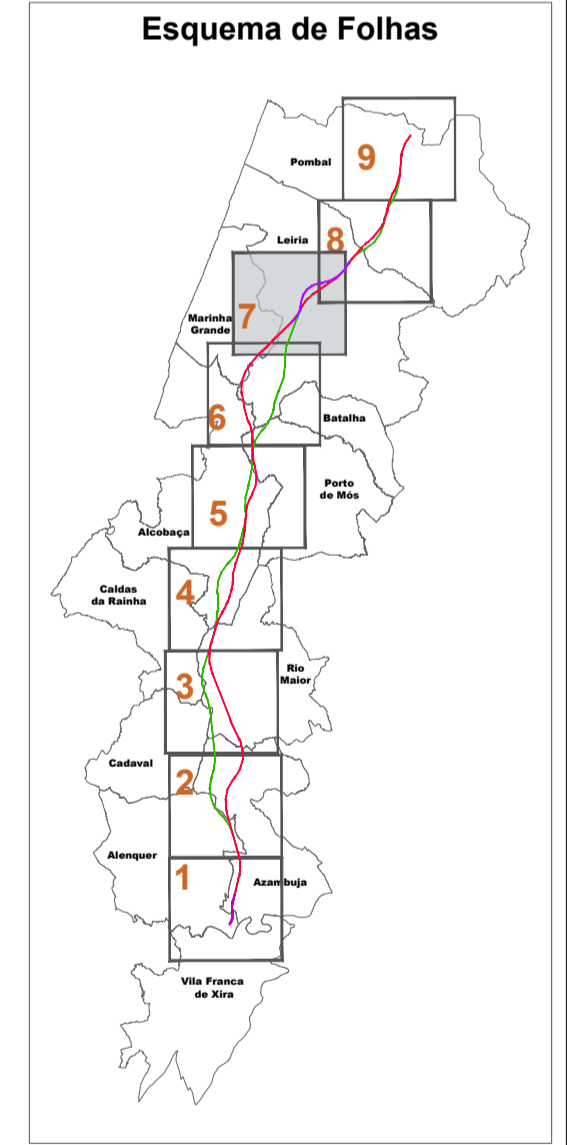 Esquema de Folhas
9
Pombal
8
Leiria
7
Marinha
Grande
6
Batalha
Porto
de Mós
5
Alcobaça
4
Caldas
da Rainha
Rio
Maior
3
Cadaval
2
Alenquer
1
Azambuja
Vila Franca
de Xira